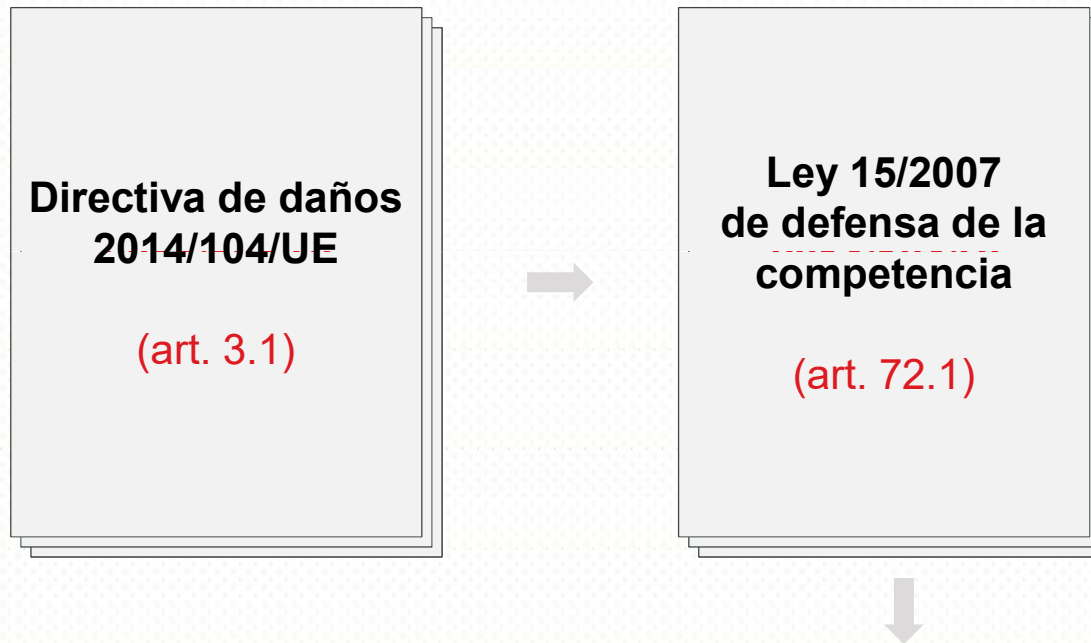 Directiva de daños
2014/104/UE
(art. 3.1)
Ley 15/2007
de defensa de la
competencia
(art. 72.1)